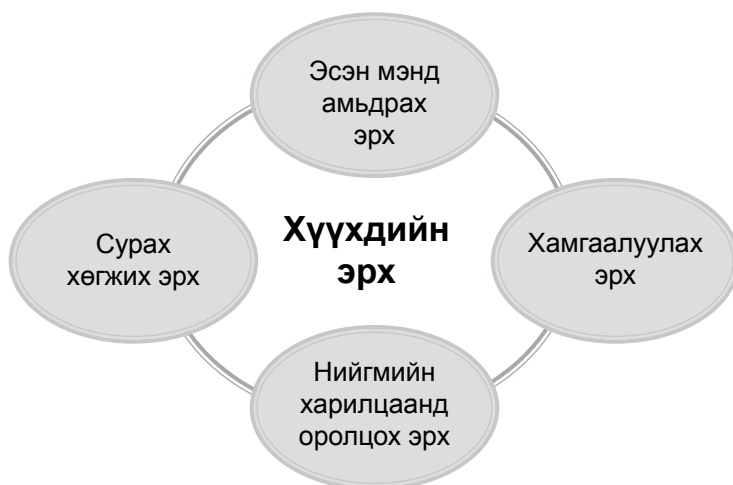 Эсэн мэнд
амьдрах
эрх
Сурах
хөгжих эрх
Хүүхдийн
эрх
Хамгаалуулах
эрх
Нийгмийн
харилцаанд
оролцох эрх